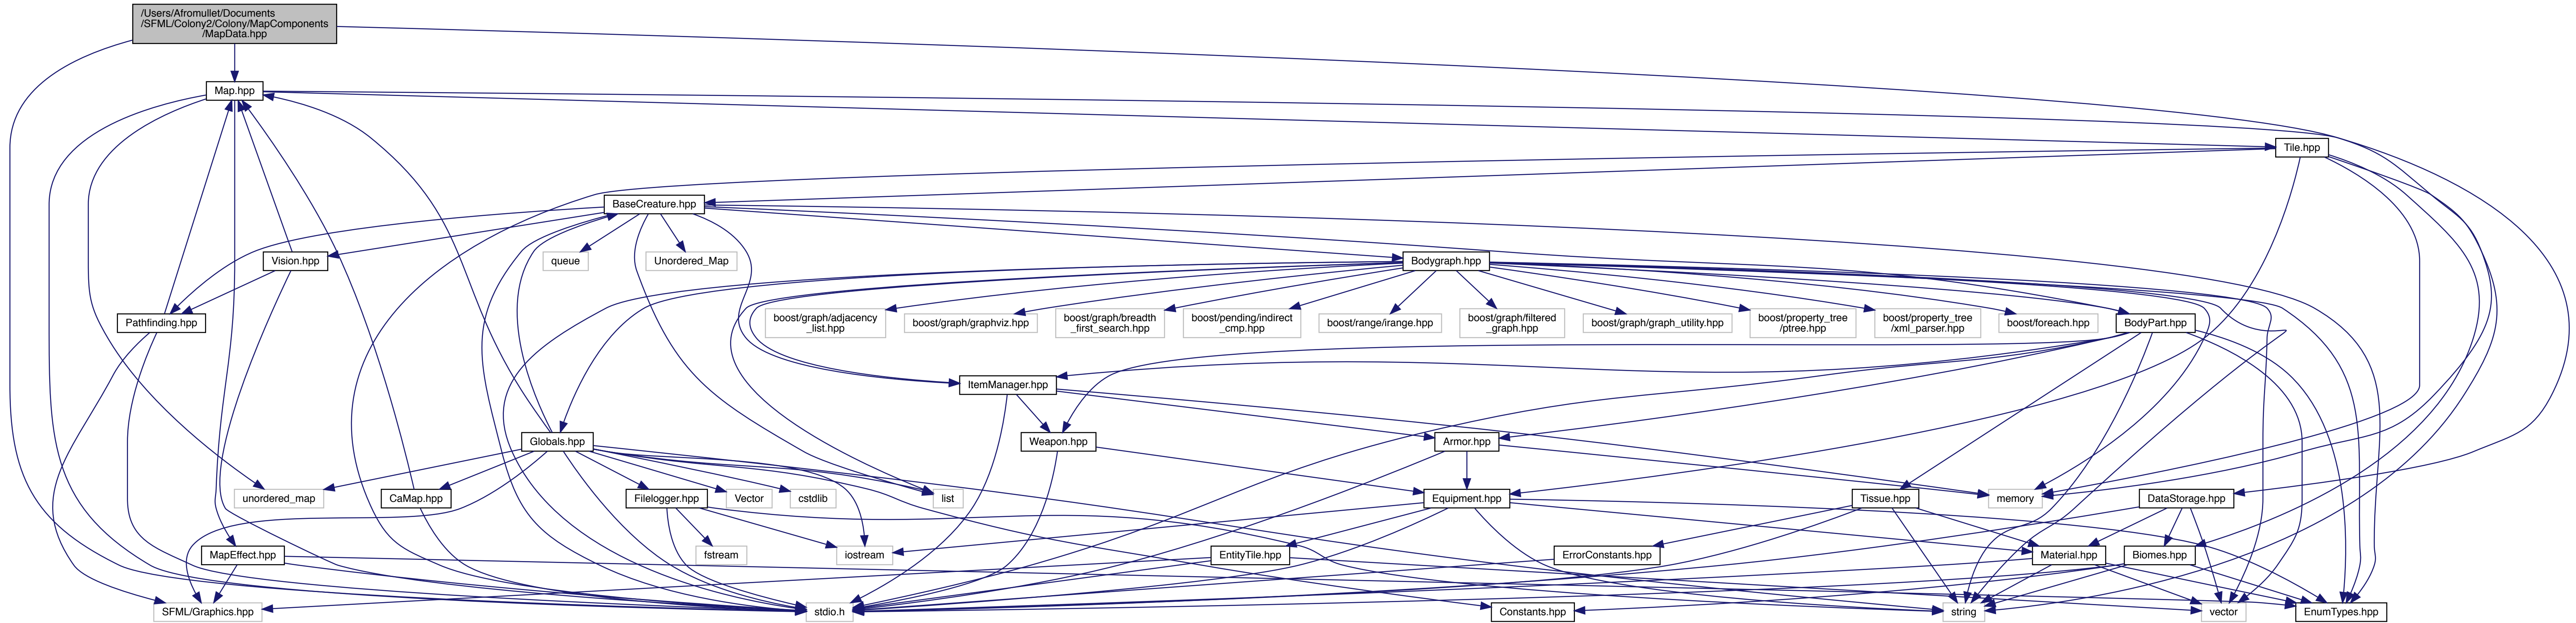 /Users/Afromullet/Documents
/SFML/Colony2/Colony/MapComponents
/MapData.hpp
Map.hpp
Tile.hpp
BaseCreature.hpp
Vision.hpp
queue
Unordered_Map
Bodygraph.hpp
Pathfinding.hpp
boost/graph/adjacency
_list.hpp
boost/graph/graphviz.hpp
boost/graph/breadth
_first_search.hpp
boost/pending/indirect
_cmp.hpp
boost/range/irange.hpp
boost/graph/filtered
_graph.hpp
boost/graph/graph_utility.hpp
boost/property_tree
/ptree.hpp
boost/property_tree
/xml_parser.hpp
boost/foreach.hpp
BodyPart.hpp
ItemManager.hpp
Globals.hpp
Weapon.hpp
Armor.hpp
unordered_map
CaMap.hpp
Filelogger.hpp
Vector
cstdlib
list
Equipment.hpp
Tissue.hpp
memory
DataStorage.hpp
MapEffect.hpp
fstream
iostream
EntityTile.hpp
ErrorConstants.hpp
Material.hpp
Biomes.hpp
SFML/Graphics.hpp
stdio.h
Constants.hpp
string
vector
EnumTypes.hpp